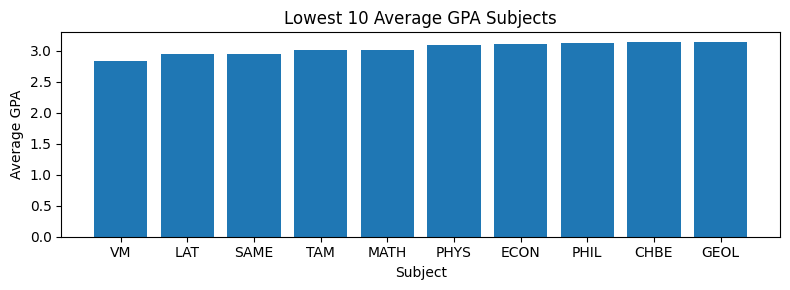 Lowest 10 Average GPA Subjects
Average GPA
3.0
2.5
2.0
1.5
1.0
0.5
0.0
VM LAT SAME TAM MATH PHYS ECON PHIL CHBE GEOL
Subject